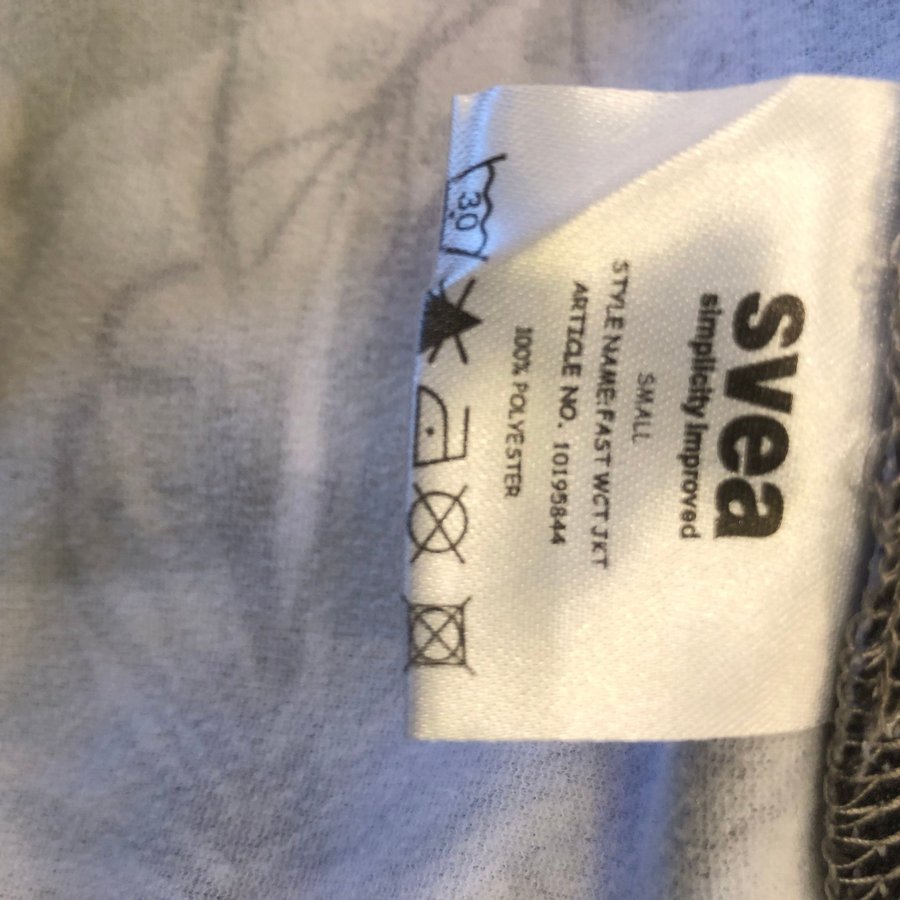 svea
simplicity Improved
SMALL
STYLE NAME:FAST WCT JKT
ARTICLE NO. 10195844
100% POLYESTER
30